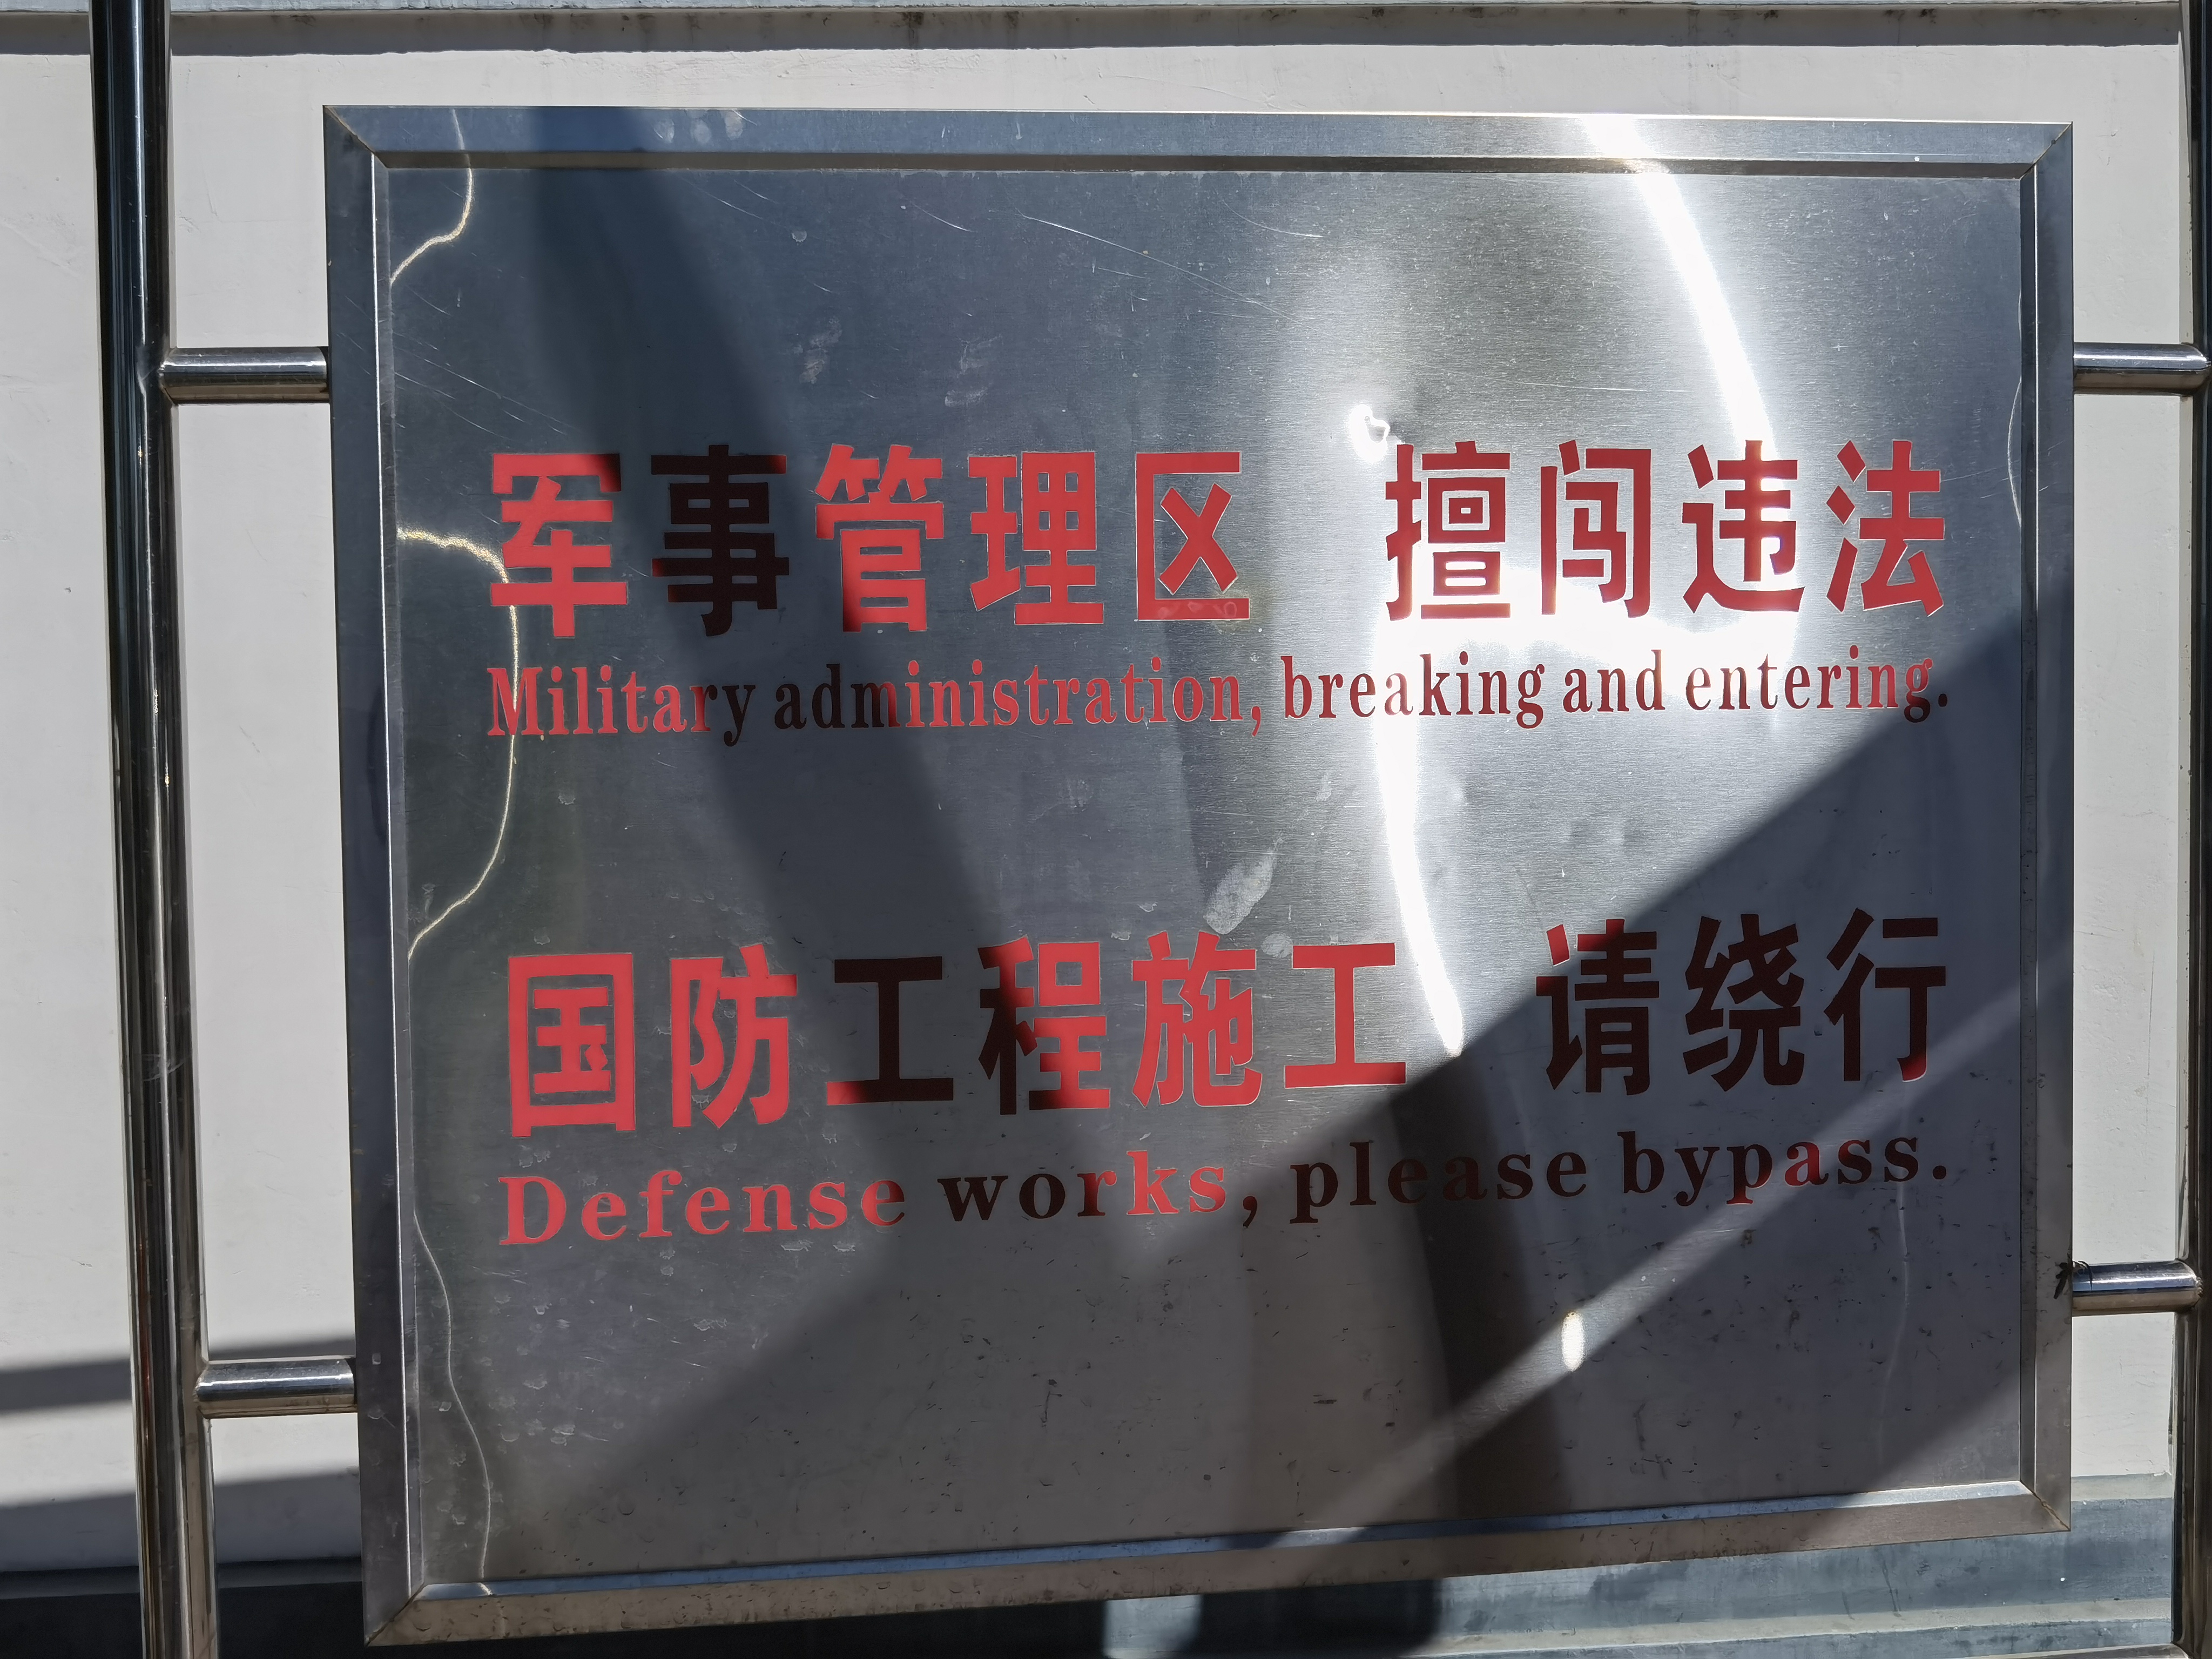 军事管理区 擅闯违法
Military administration, breaking and entering.
国防工程施工 请绕行
Defense works, please bypass.